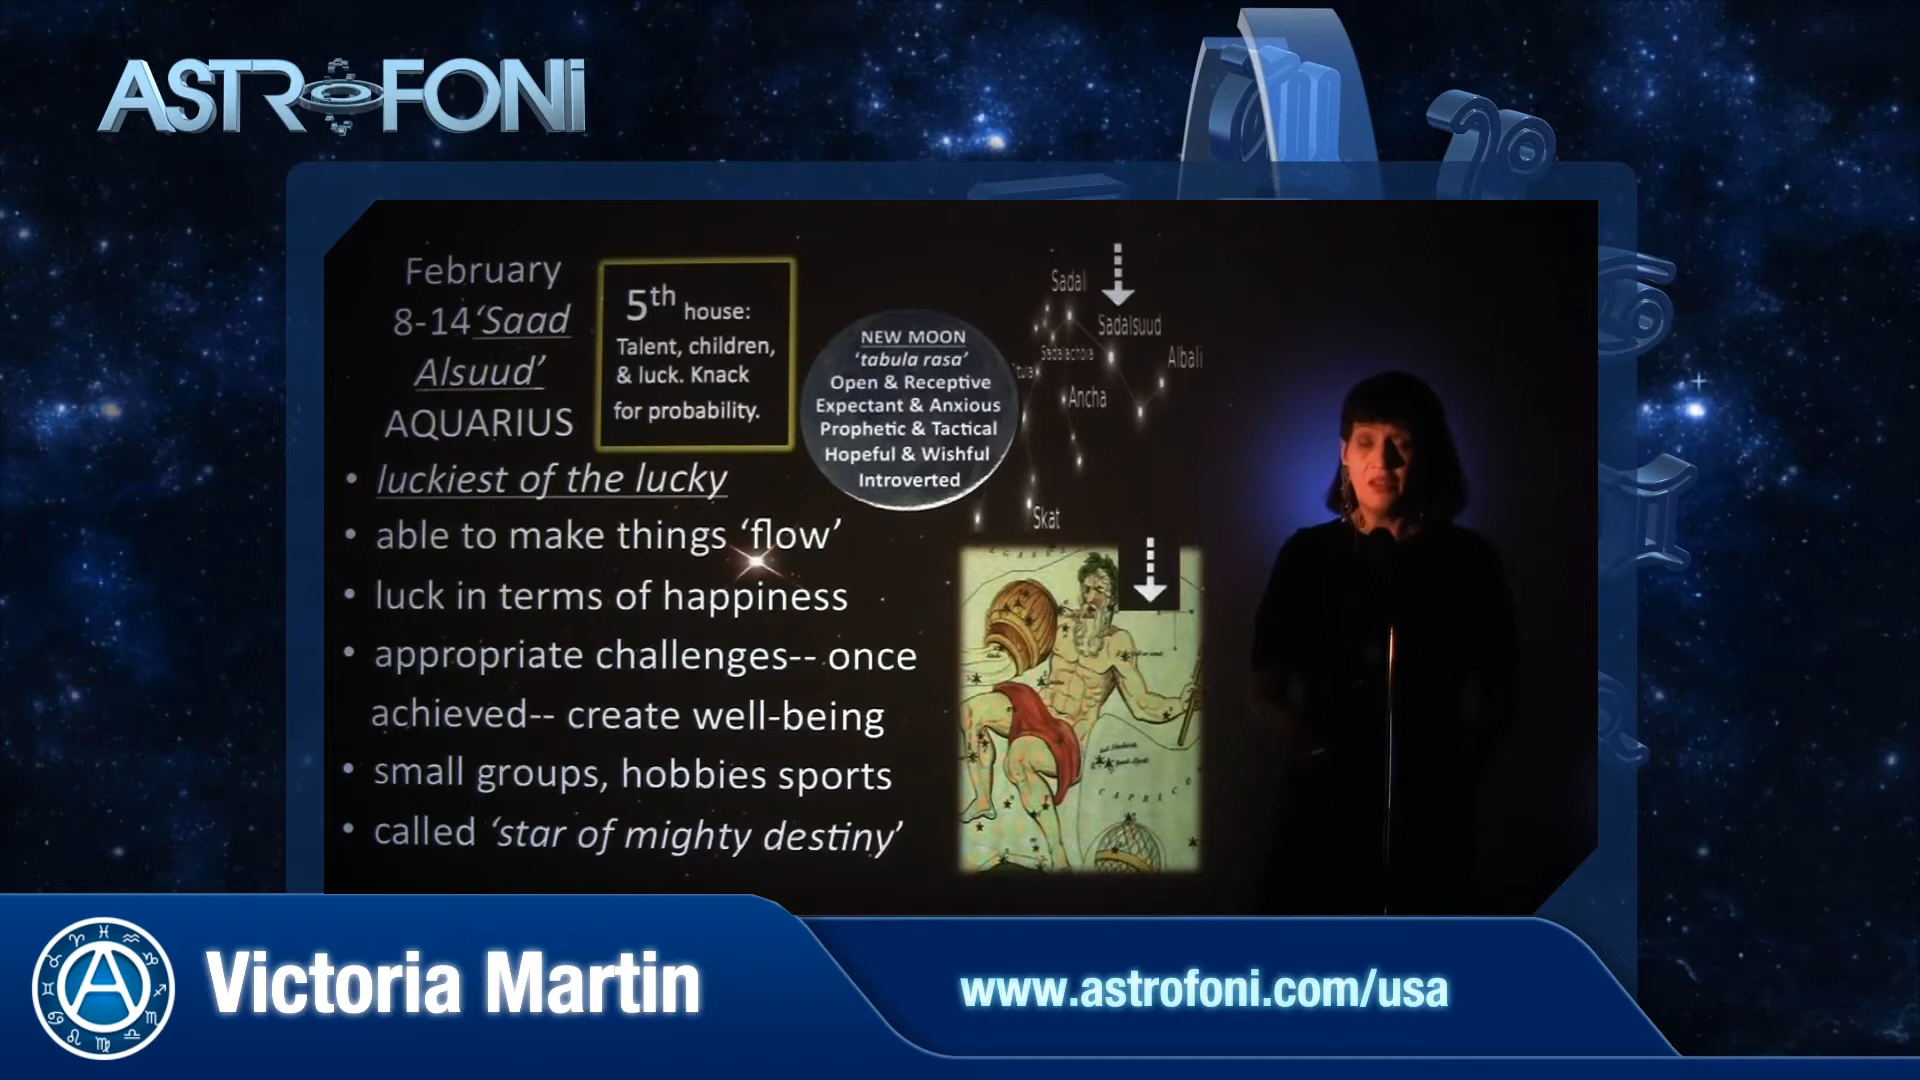 ASTROFONi
February
8-14 ‘Saad
Alsuud’
AQUARIUS
5th house:
Talent, children,
& luck. Knack
for probability.
NEW MOON
‘tabula rasa’
Open & Receptive
Expectant & Anxious
Prophetic & Tactical
Hopeful & Wishful
Introverted
Sadal
Sadalsuud
Sadalachbia
Albali
Ancha
Skat
• luckiest of the lucky
• able to make things ‘flow’
• luck in terms of happiness
• appropriate challenges-- once
achieved-- create well-being
• small groups, hobbies sports
• called ‘star of mighty destiny’
CAPRICO
Victoria Martin
www.astrofoni.com/usa